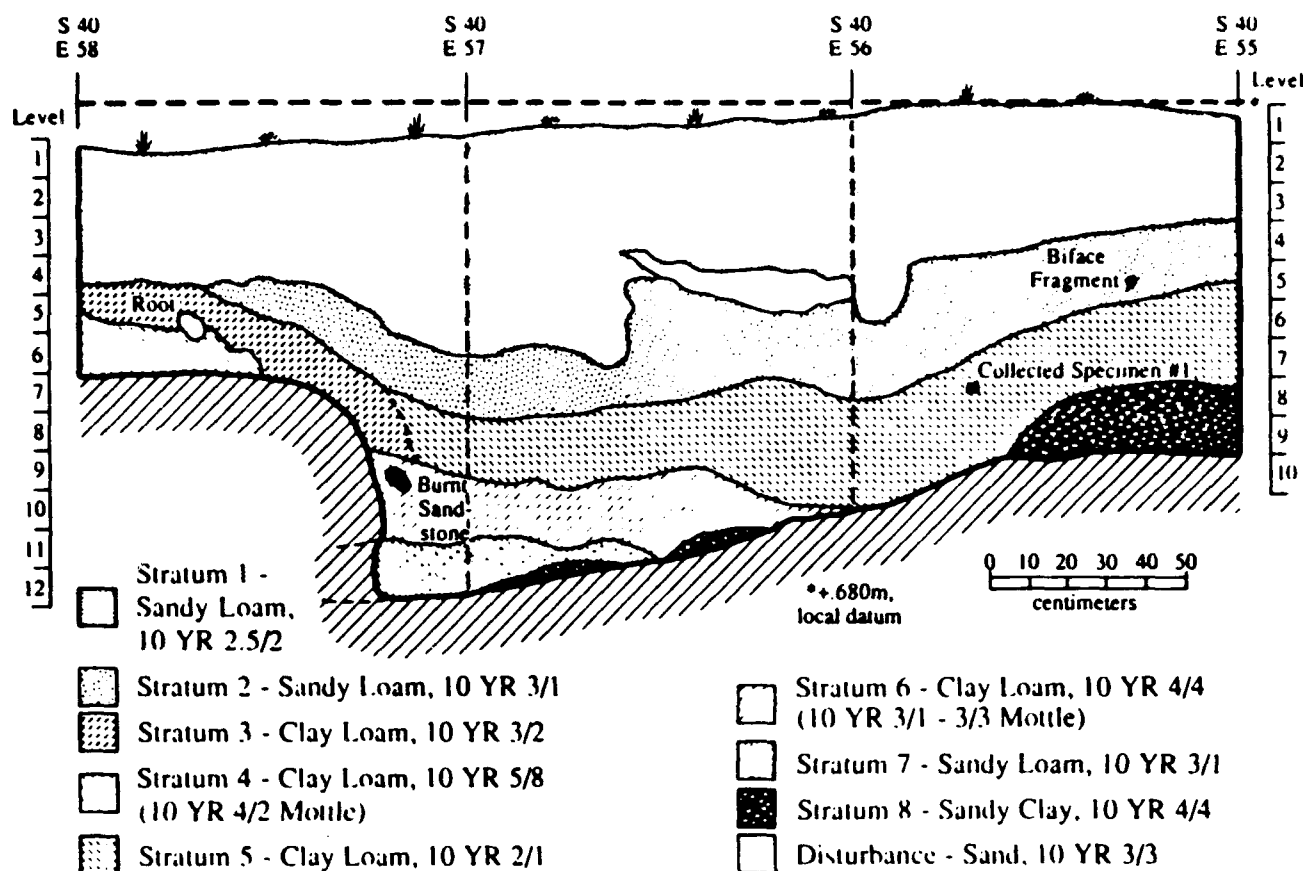 S 40
E 58
S 40
E 57
S 40
E 56
S 40
E 55
Level
Level
1
2
3
4
5
6
7
8
9
10
11
12
1
2
3
4
5
6
7
8
9
10
Root
Biface
Fragment
Collected Specimen #1
Burnt
Sand-
stone
0 10 20 30 40 50
centimeters
*+.680m,
local datum
Stratum 1 -
Sandy Loam,
10 YR 2.5/2
Stratum 2 - Sandy Loam, 10 YR 3/1
Stratum 3 - Clay Loam, 10 YR 3/2
Stratum 4 - Clay Loam, 10 YR 5/8
(10 YR 4/2 Mottle)
Stratum 5 - Clay Loam, 10 YR 2/1
Stratum 6 - Clay Loam, 10 YR 4/4
(10 YR 3/1 - 3/3 Mottle)
Stratum 7 - Sandy Loam, 10 YR 3/1
Stratum 8 - Sandy Clay, 10 YR 4/4
Disturbance - Sand, 10 YR 3/3